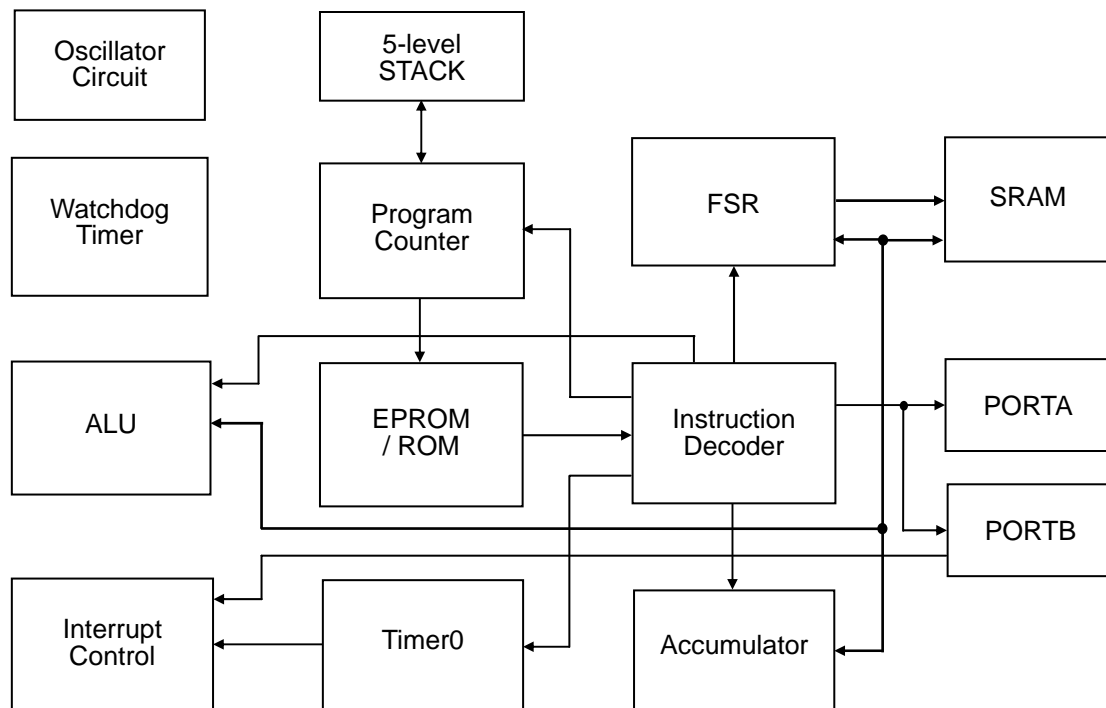 Oscillator
Circuit
5-level
STACK
Watchdog
Timer
Program
Counter
FSR
SRAM
ALU
EPROM
/ ROM
Instruction
Decoder
PORTA
PORTB
Interrupt
Control
Timer0
Accumulator